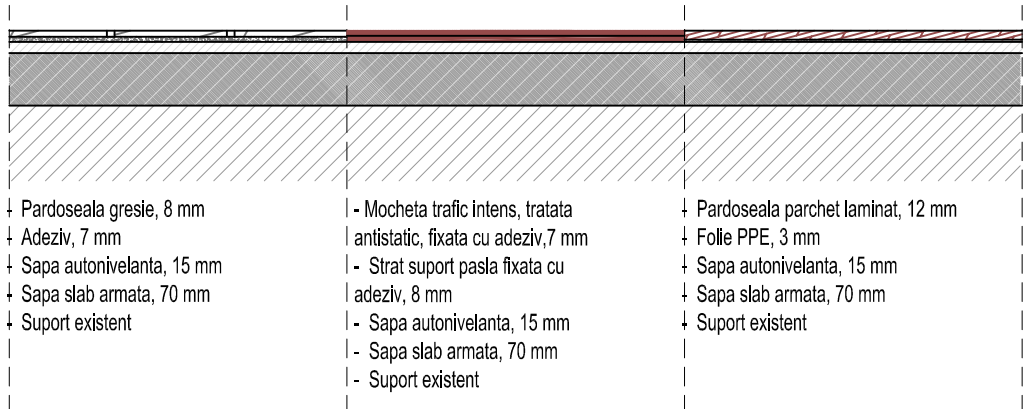 - Pardoseala gresie, 8 mm
- Adeziv, 7 mm
- Sapa autonivelanta, 15 mm
- Sapa slab armata, 70 mm
- Suport existent
- Mocheta trafic intens, tratata
antistatic, fixata cu adeziv,7 mm
- Strat suport pasla fixata cu
adeziv, 8 mm
- Sapa autonivelanta, 15 mm
- Sapa slab armata, 70 mm
- Suport existent
- Pardoseala parchet laminat, 12 mm
- Folie PPE, 3 mm
- Sapa autonivelanta, 15 mm
- Sapa slab armata, 70 mm
- Suport existent